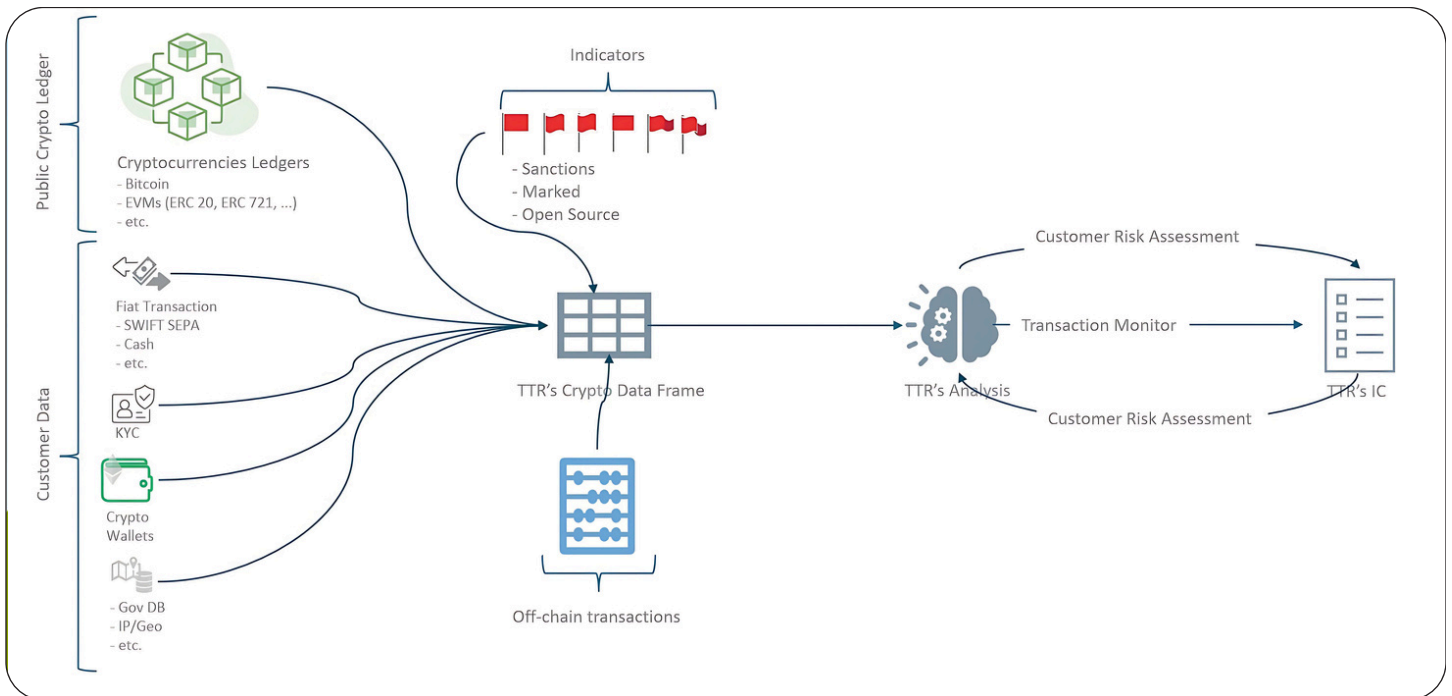 Public Crypto Ledger
Cryptocurrencies Ledgers
- Bitcoin
- EVMs (ERC 20, ERC 721, ...)
- etc.
Customer Data
Fiat Transaction
- SWIFT SEPA
- Cash
- etc.
KYC
Crypto
Wallets
- Gov DB
- IP/Geo
- etc.
Indicators
- Sanctions
- Marked
- Open Source
TTR's Crypto Data Frame
Off-chain transactions
TTR's Analysis
Customer Risk Assessment
Transaction Monitor
Customer Risk Assessment
TTR's IC